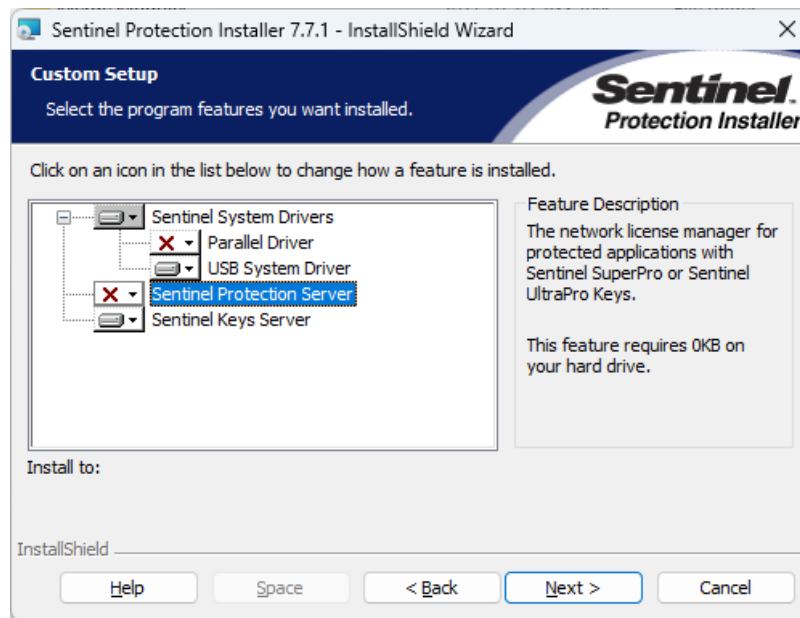 Sentinel Protection Installer 7.7.1 - InstallShield Wizard
Custom Setup
Select the program features you want installed.
Sentinel.
Protection Installer
Click on an icon in the list below to change how a feature is installed.
Sentinel System Drivers
Parallel Driver
USB System Driver
Sentinel Protection Server
Sentinel Keys Server
Feature Description
The network license manager for
protected applications with
Sentinel SuperPro or Sentinel
UltraPro Keys.
This feature requires 0KB on
your hard drive.
Install to:
InstallShield
Help
Space
< Back
Next >
Cancel